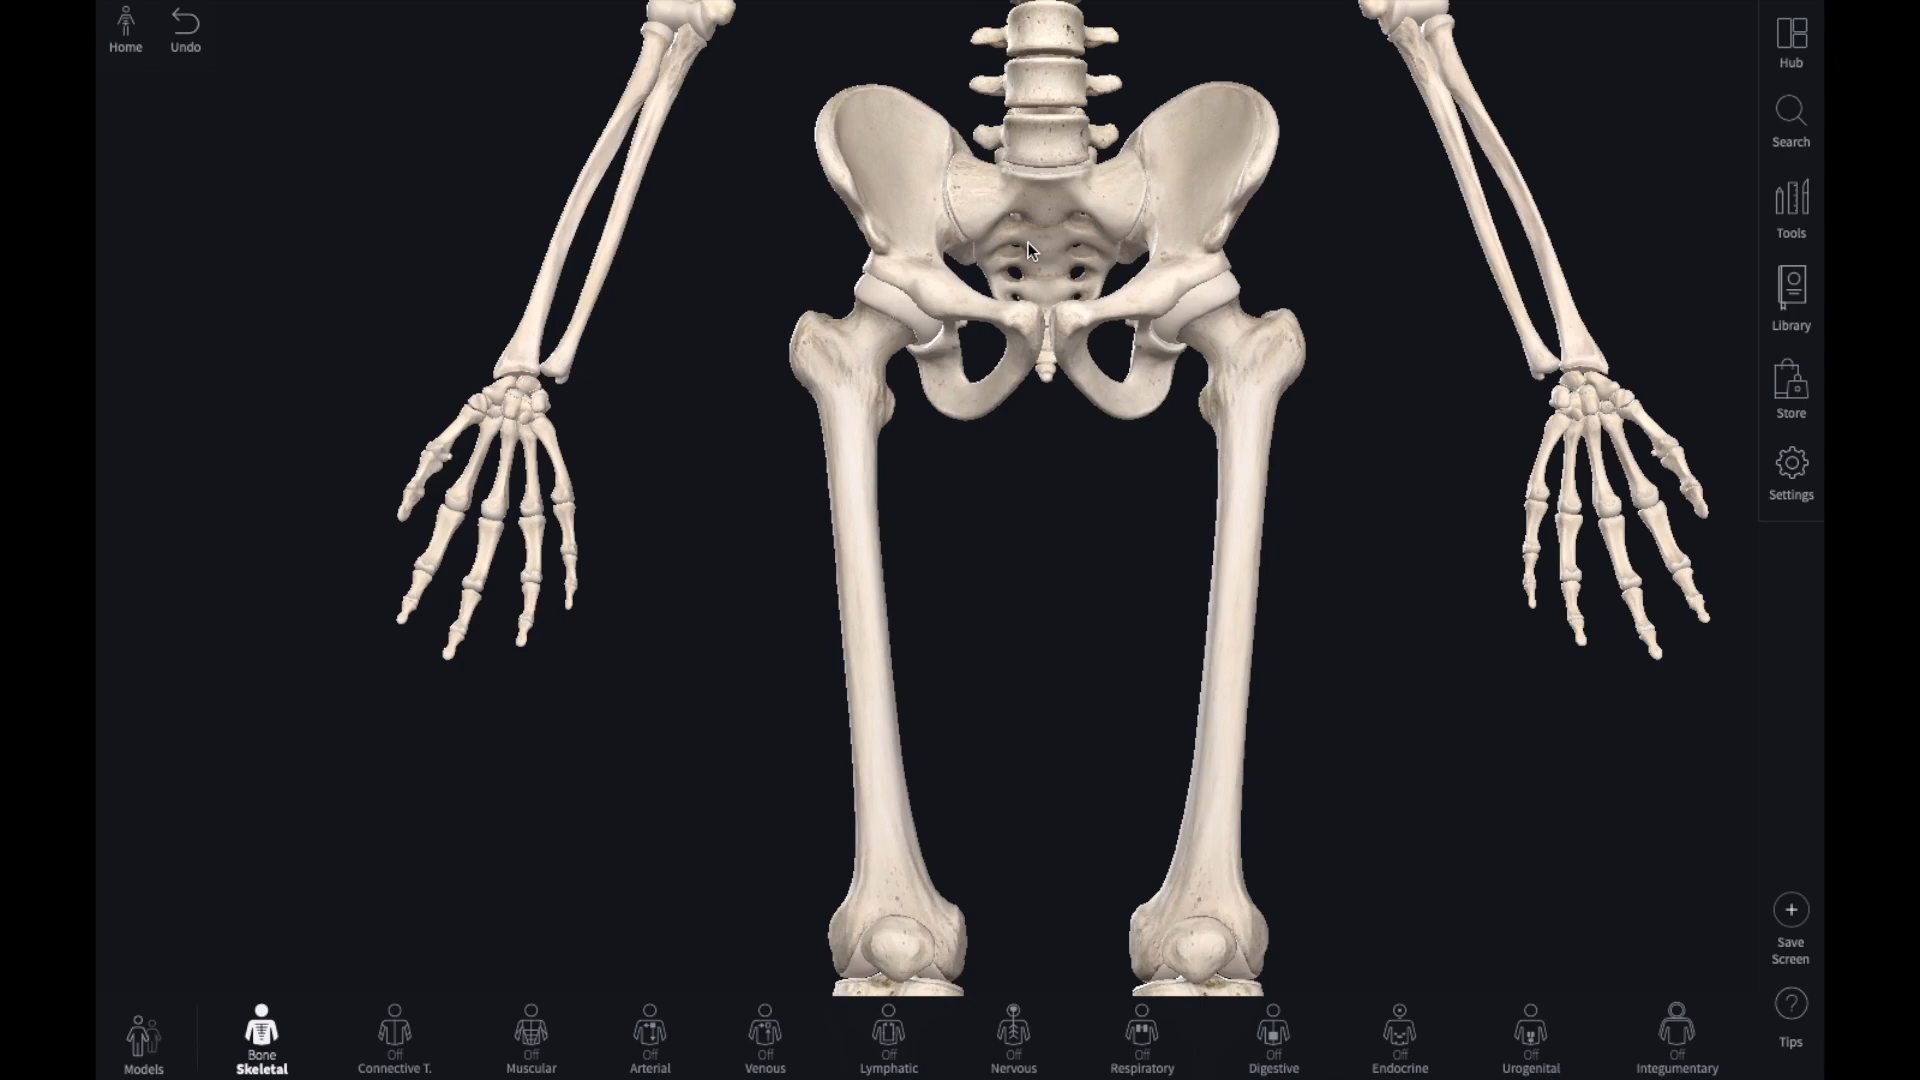 Home
Undo
Hub
Search
Tools
Library
Store
Settings
Save
Screen
Tips
Models
Bone
Skeletal
Off
Connective T.
Off
Muscular
Off
Arterial
Off
Venous
Off
Lymphatic
Off
Nervous
Off
Respiratory
Off
Digestive
Off
Endocrine
Off
Urogenital
Off
Integumentary